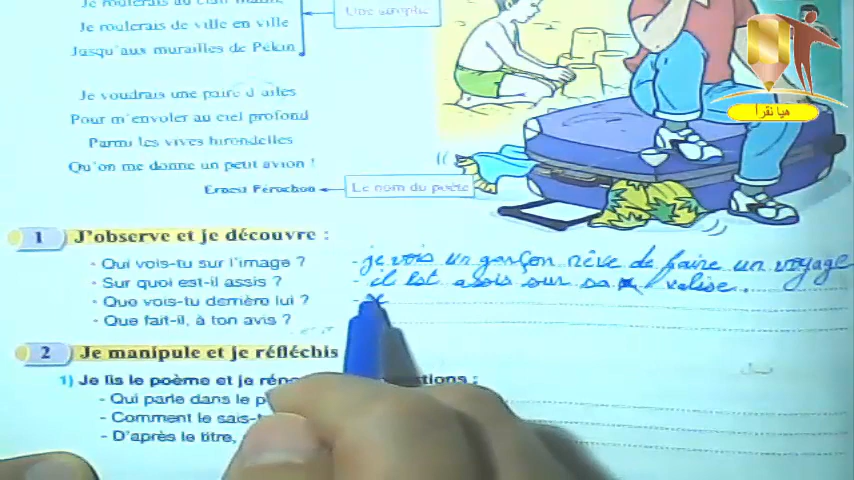 Je mulerais de ville en ville
Jusqu'aux murailles de Pékin
Je voudrais une paire d'ailes
Pour m'envoler au ciel profond
Parmi les vives hirondelles
Qu'on me donne un petit avion !
Ernest Pérochon
Le nom du poète
هيا نقرأ
1 J'observe et je découvre :
• Qui vois-tu sur l'image ?
- je vois un garçon rêve de faire un voyage
• Sur quoi est-il assis ?
- il est assis sur sa valise.
• Que vois-tu derrière lui ?
• Que fait-il, à ton avis ?
2 Je manipule et je réfléchis
1) Je lis le poème et je questions :
- Qui parle dans le
- Comment le sais-
- D'après le titre,